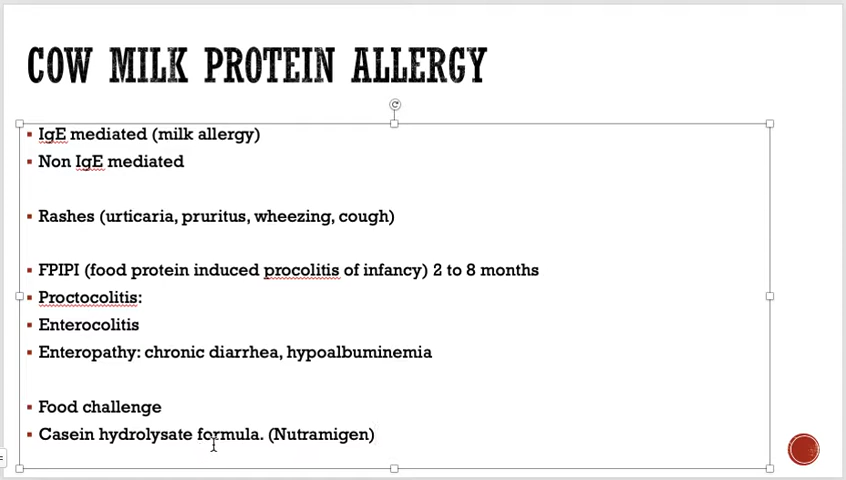 COW MILK PROTEIN ALLERGY
IgE mediated (milk allergy)
Non IgE mediated
Rashes (urticaria, pruritus, wheezing, cough)
FPIPI (food protein induced procolitis of infancy) 2 to 8 months
Proctocolitis:
Enterocolitis
Enteropathy: chronic diarrhea, hypoalbuminemia
Food challenge
Casein hydrolysate formula. (Nutramigen)